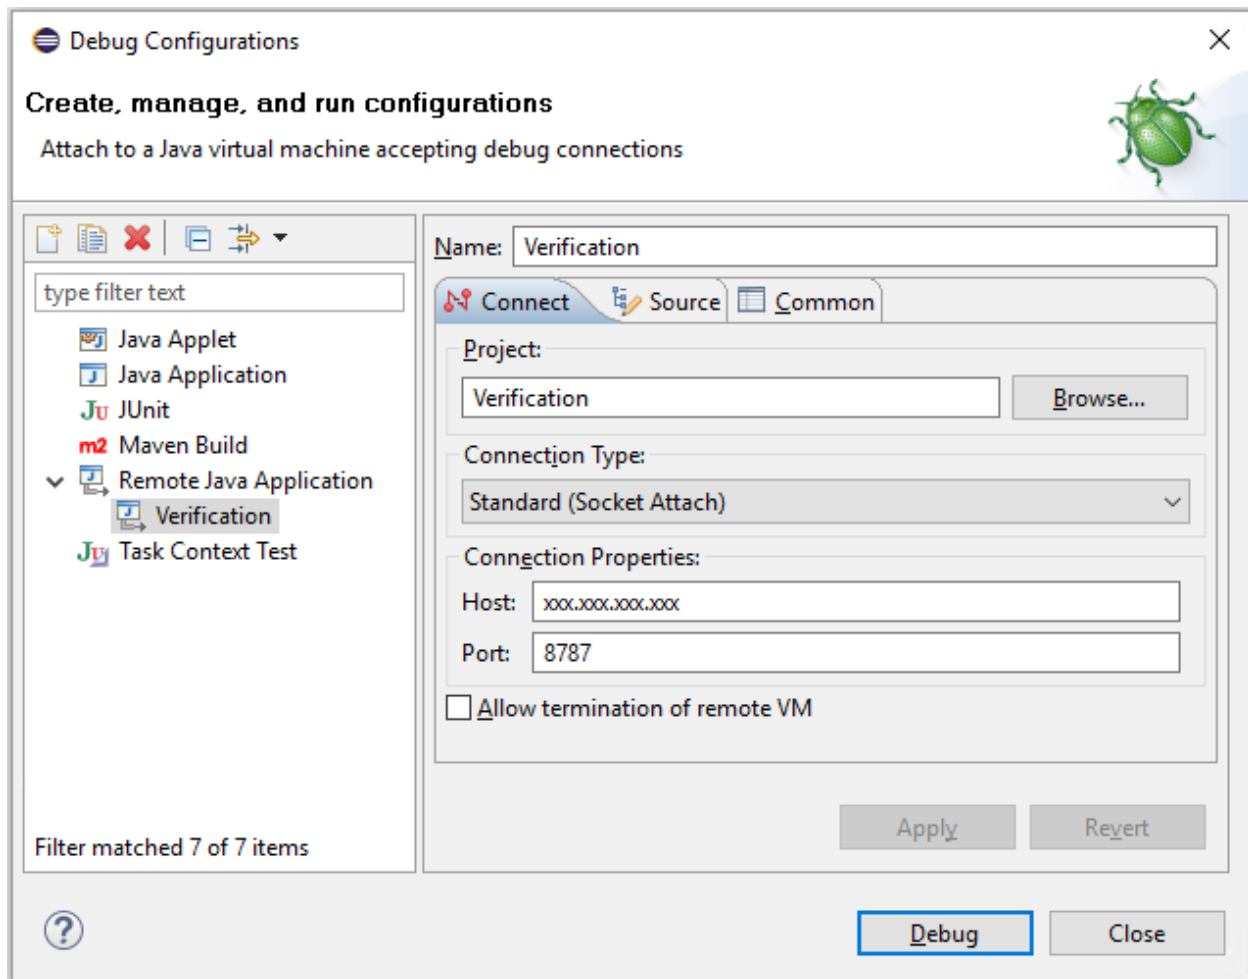 Debug Configurations
Create, manage, and run configurations
Attach to a Java virtual machine accepting debug connections
type filter text
Java Applet
Java Application
JU JUnit
m2 Maven Build
Remote Java Application
Verification
JU Task Context Test
Filter matched 7 of 7 items
Name: Verification
Connect Source Common
Project:
Verification Browse...
Connection Type:
Standard (Socket Attach)
Connection Properties:
Host: xxx.xxx.xxx.xxx
Port: 8787
Allow termination of remote VM
Apply Revert
? Debug Close